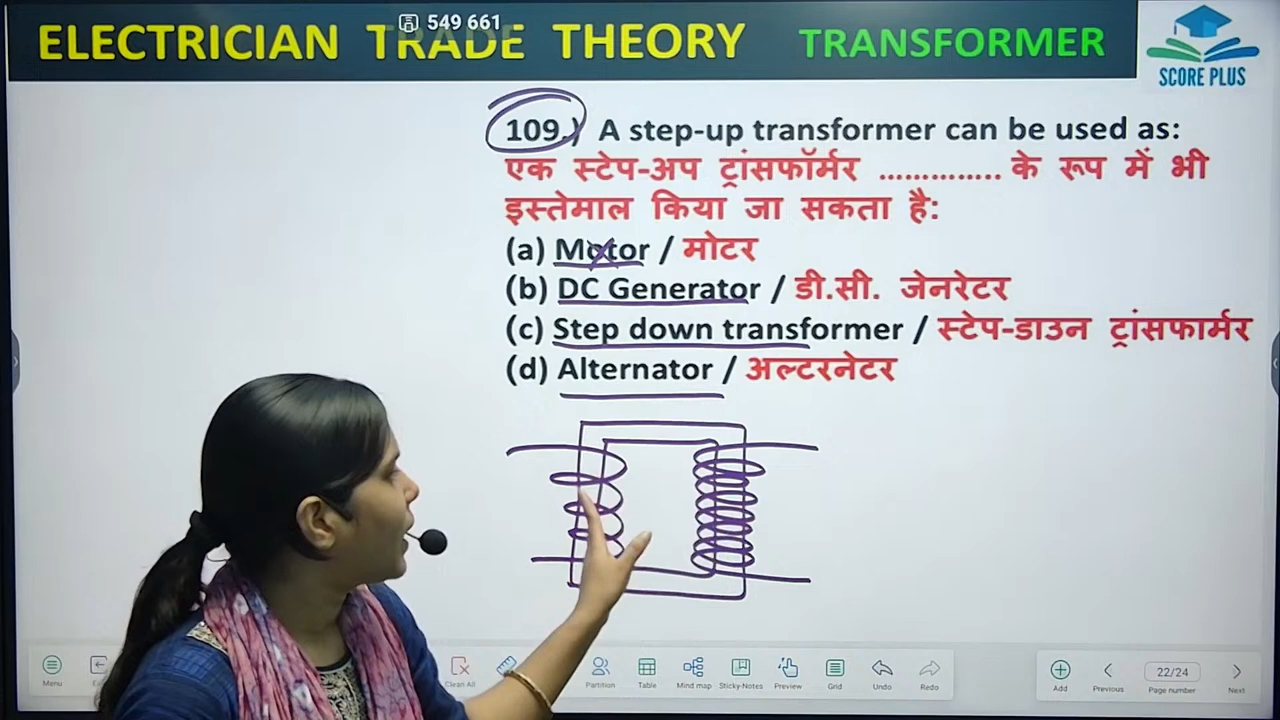 ELECTRICIAN TRADE THEORY TRANSFORMER
549 661
SCORE PLUS
109.) A step-up transformer can be used as:
एक स्टेप-अप ट्रांसफॉर्मर .............. के रूप में भी
इस्तेमाल किया जा सकता है:
(a) Motor / मोटर
(b) DC Generator / डी.सी. जेनरेटर
(c) Step down transformer / स्टेप-डाउन ट्रांसफार्मर
(d) Alternator / अल्टरनेटर
Menu Clean All Partition Table Mind map Sticky-Notes Preview Grid Undo Redo Add Previous 22/24 Page number Next